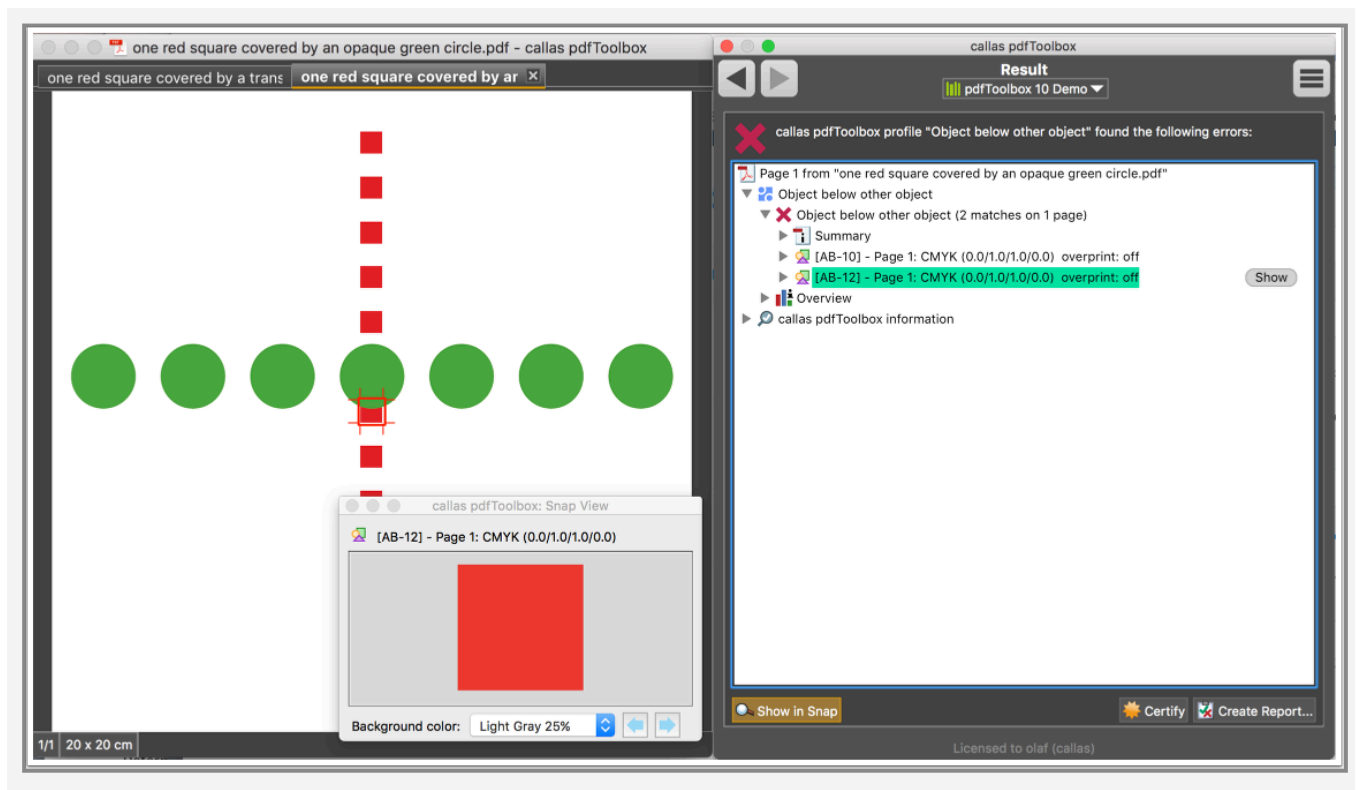 one red square covered by an opaque green circle.pdf - callas pdfToolbox
one red square covered by a trans
one red square covered by ar
callas pdfToolbox: Snap View
[AB-12] - Page 1: CMYK (0.0/1.0/1.0/0.0)
Background color: Light Gray 25%
1/1 20 x 20 cm
callas pdfToolbox
Result
pdfToolbox 10 Demo
callas pdfToolbox profile "Object below other object" found the following errors:
Page 1 from "one red square covered by an opaque green circle.pdf"
Object below other object
Object below other object (2 matches on 1 page)
Summary
[AB-10] - Page 1: CMYK (0.0/1.0/1.0/0.0) overprint: off
[AB-12] - Page 1: CMYK (0.0/1.0/1.0/0.0) overprint: off
Show
Overview
callas pdfToolbox information
Show in Snap
Certify
Create Report...
Licensed to olaf (callas)